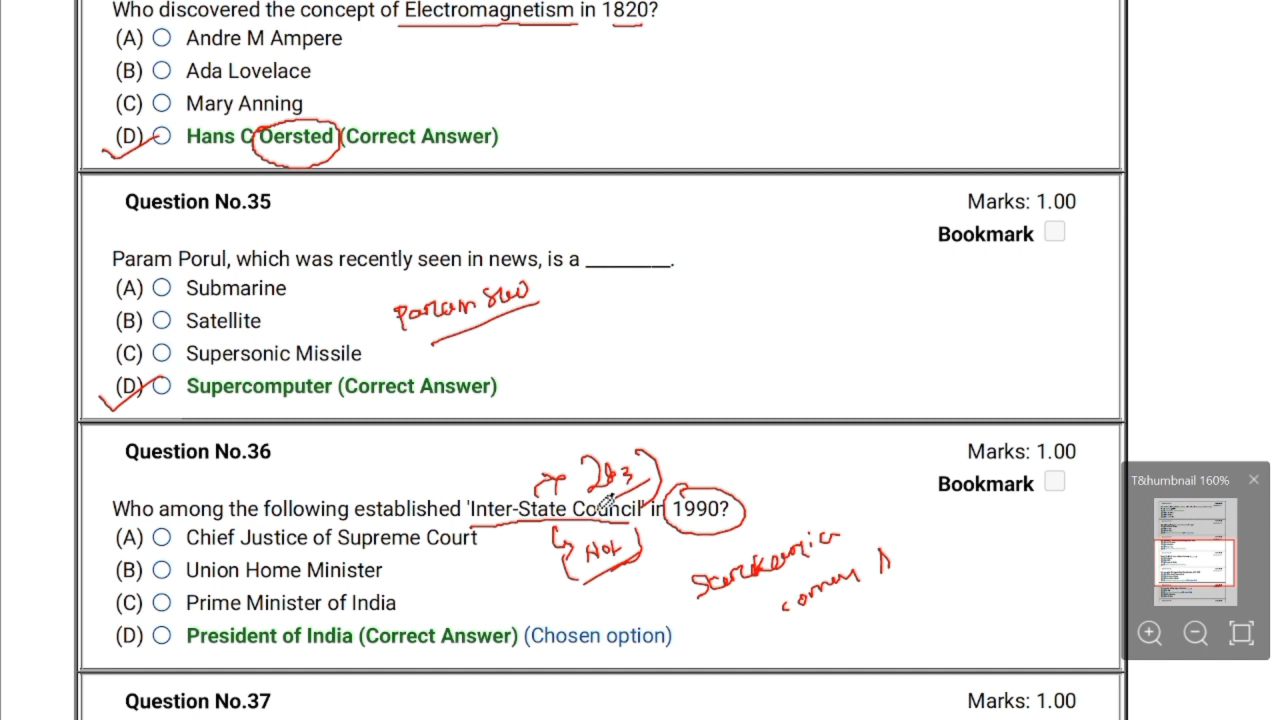 Who discovered the concept of Electromagnetism in 1820?
(A) Andre M Ampere
(B) Ada Lovelace
(C) Mary Anning
(D) Hans C Oersted (Correct Answer)
Question No.35 Marks: 1.00
Bookmark
Param Porul, which was recently seen in news, is a ________.
(A) Submarine
Param
(B) Satellite
(C) Supersonic Missile
(D) Supercomputer (Correct Answer)
Question No.36 Marks: 1.00
263
Bookmark
Who among the following established 'Inter-State Council' in 1990?
(A) Chief Justice of Supreme Court
(B) Union Home Minister
(C) Prime Minister of India
(D) President of India (Correct Answer) (Chosen option)
Question No.37 Marks: 1.00
T&humbnail 160%